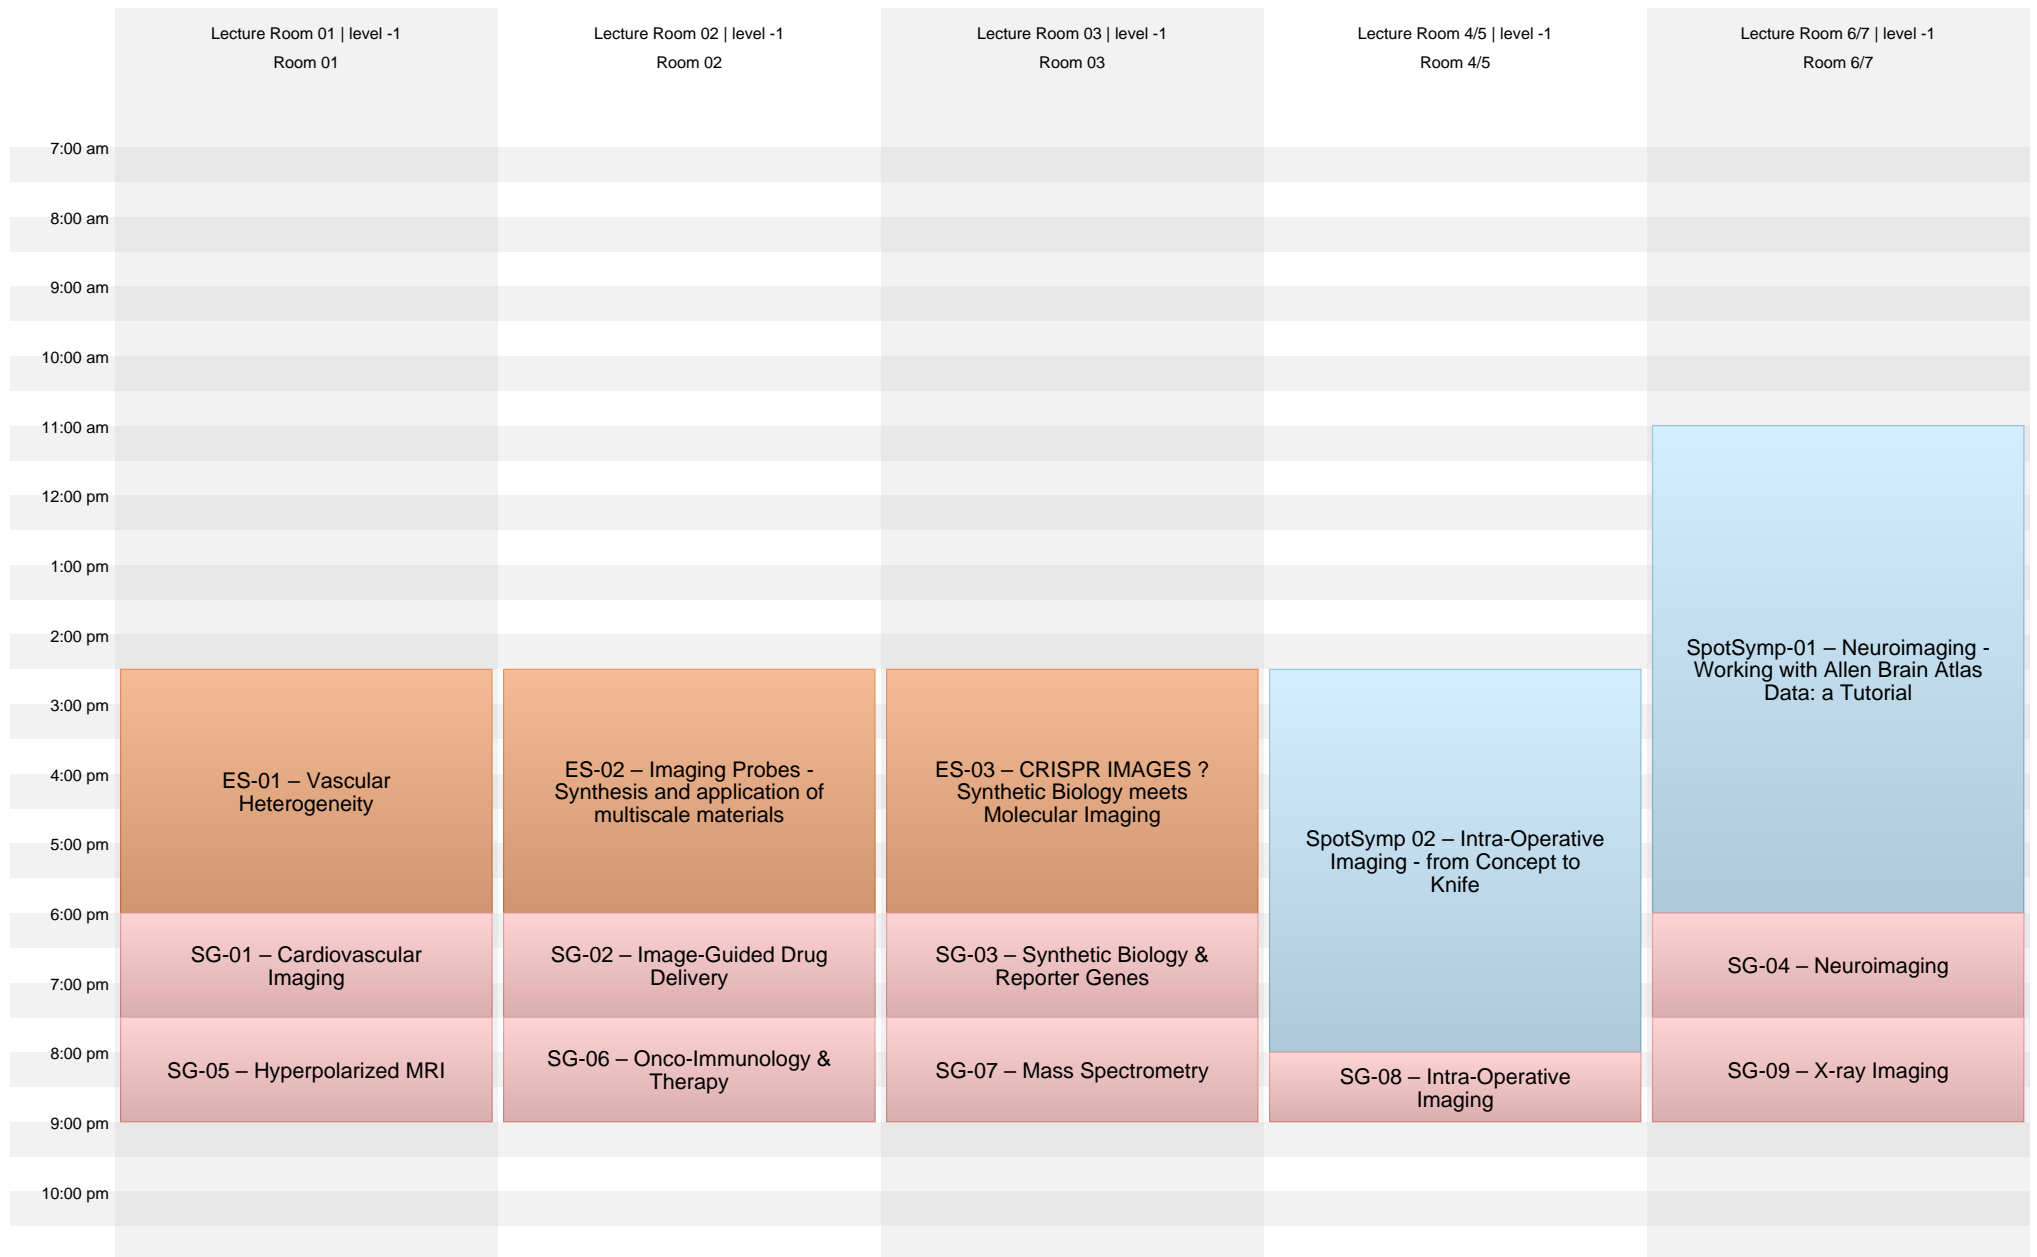 Lecture Room 01 | level -1
Room 01
Lecture Room 02 | level -1
Room 02
Lecture Room 03 | level -1
Room 03
Lecture Room 4/5 | level -1
Room 4/5
Lecture Room 6/7 | level -1
Room 6/7
7:00 am
8:00 am
9:00 am
10:00 am
11:00 am
12:00 pm
1:00 pm
2:00 pm
3:00 pm
4:00 pm
5:00 pm
6:00 pm
7:00 pm
8:00 pm
9:00 pm
10:00 pm
ES-01 – Vascular
Heterogeneity
SG-01 – Cardiovascular
Imaging
SG-05 – Hyperpolarized MRI
ES-02 – Imaging Probes -
Synthesis and application of
multiscale materials
SG-02 – Image-Guided Drug
Delivery
SG-06 – Onco-Immunology &
Therapy
ES-03 – CRISPR IMAGES ?
Synthetic Biology meets
Molecular Imaging
SG-03 – Synthetic Biology &
Reporter Genes
SG-07 – Mass Spectrometry
SpotSymp 02 – Intra-Operative
Imaging - from Concept to
Knife
SG-08 – Intra-Operative
Imaging
SpotSymp-01 – Neuroimaging -
Working with Allen Brain Atlas
Data: a Tutorial
SG-04 – Neuroimaging
SG-09 – X-ray Imaging